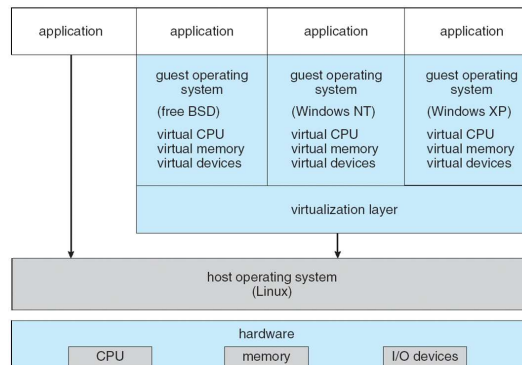 application
application
application
application
guest operating
system
(free BSD)
virtual CPU
virtual memory
virtual devices
guest operating
system
(Windows NT)
virtual CPU
virtual memory
virtual devices
guest operating
system
(Windows XP)
virtual CPU
virtual memory
virtual devices
virtualization layer
host operating system
(Linux)
hardware
CPU
memory
I/O devices